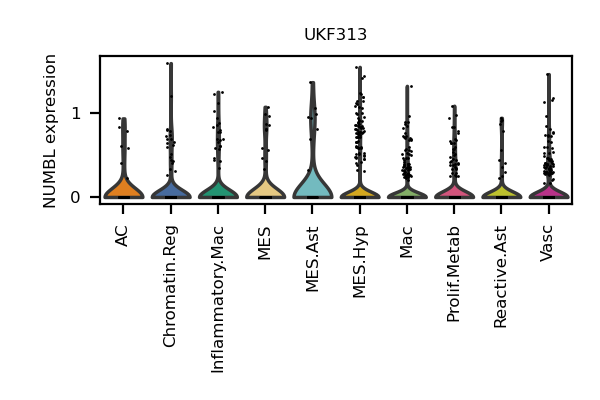 UKF313
NUMBL expression
1
0
AC
Chromatin.Reg
Inflammatory.Mac
MES
MES.Ast
MES.Hyp
Mac
Prolif.Metab
Reactive.Ast
Vasc